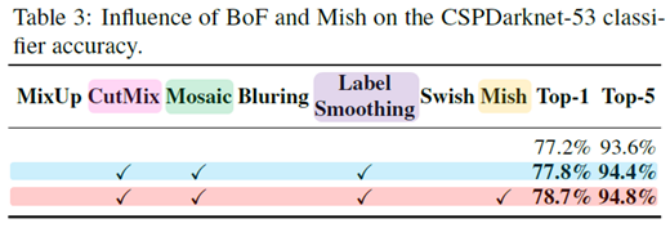 Table 3: Influence of BoF and Mish on the CSPDarknet-53 classi-
fier accuracy.
MixUp CutMix Mosaic Bluring Label Smoothing Swish Mish Top-1 Top-5
77.2% 93.6%
✓ ✓ ✓ 77.8% 94.4%
✓ ✓ ✓ ✓ 78.7% 94.8%